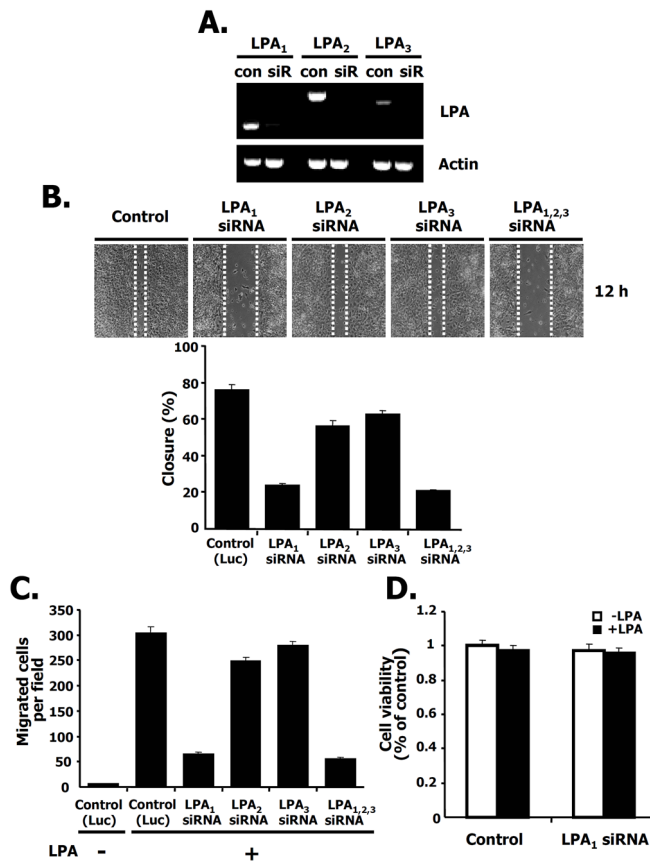 A.
LPA1 LPA2 LPA3
con siR con siR con siR
LPA
Actin
B.
Control LPA1 siRNA LPA2 siRNA LPA3 siRNA LPA1,2,3 siRNA
12 h
Closure (%)
100
80
60
40
20
0
Control (Luc) LPA1 siRNA LPA2 siRNA LPA3 siRNA LPA1,2,3 siRNA
C.
Migrated cells per field
350
300
250
200
150
100
50
0
Control (Luc) Control (Luc) LPA1 siRNA LPA2 siRNA LPA3 siRNA LPA1,2,3 siRNA
LPA - +
D.
-LPA
+LPA
Cell viability (% of control)
1.2
1
0.8
0.6
0.4
0.2
0
Control LPA1 siRNA